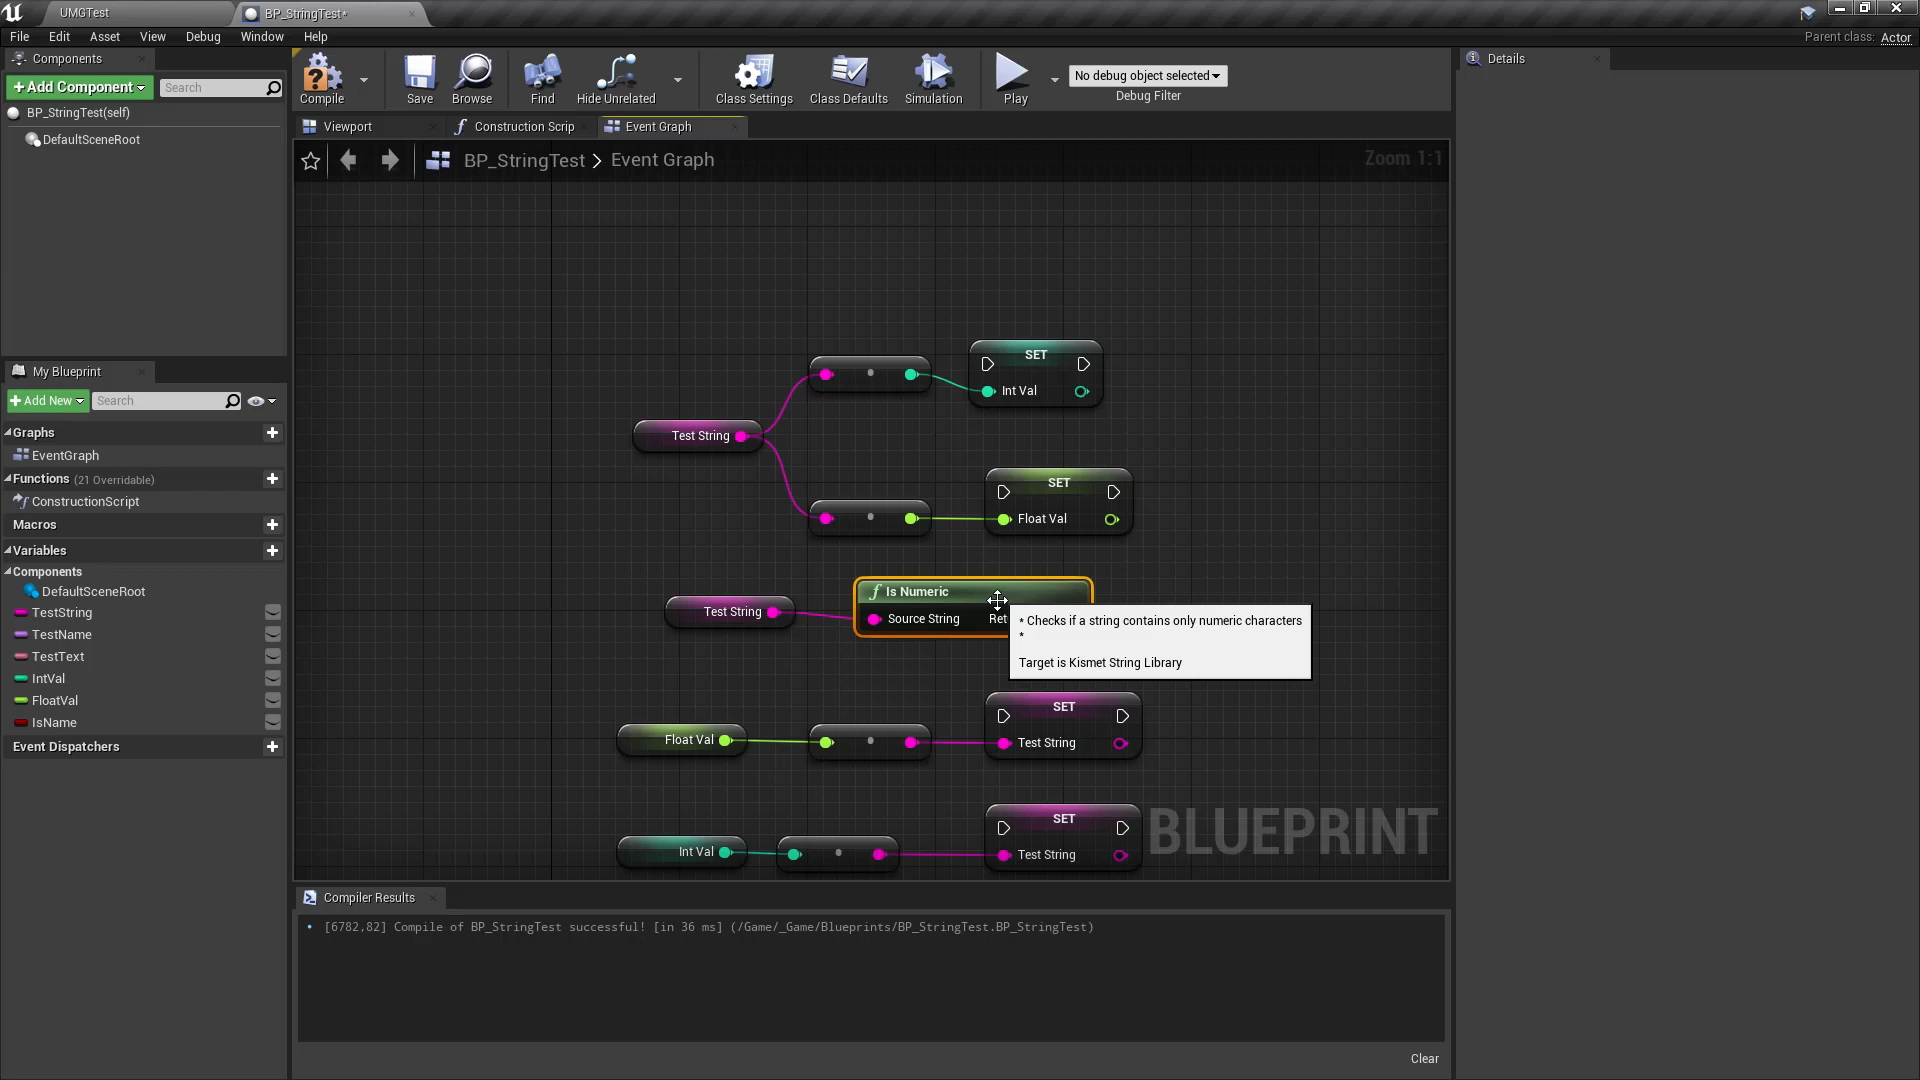 UMGTest
BP_StringTest*
File Edit Asset View Debug Window Help
Parent class: Actor
Components
+Add Component
Search
BP_StringTest(self)
DefaultSceneRoot
Compile
Save
Browse
Find
Hide Unrelated
Class Settings
Class Defaults
Simulation
Play
No debug object selected
Debug Filter
Details
Viewport
Construction Scrip
Event Graph
BP_StringTest > Event Graph
Zoom 1:1
SET
Int Val
Test String
SET
Float Val
Is Numeric
Test String
Source String
Ret
* Checks if a string contains only numeric characters
*
Target is Kismet String Library
SET
Float Val
Test String
SET
Int Val
Test String
BLUEPRINT
My Blueprint
+Add New
Search
Graphs
EventGraph
Functions (21 Overridable)
ConstructionScript
Macros
Variables
Components
DefaultSceneRoot
TestString
TestName
TestText
IntVal
FloatVal
IsName
Event Dispatchers
Compiler Results
• [6782,82] Compile of BP_StringTest successful! [in 36 ms] (/Game/_Game/Blueprints/BP_StringTest.BP_StringTest)
Clear